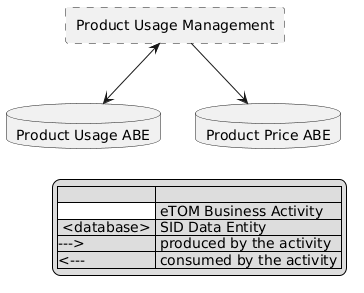 Product Usage Management
Product Usage ABE
Product Price ABE
eTOM Business Activity
<database> SID Data Entity
---> produced by the activity
<--- consumed by the activity